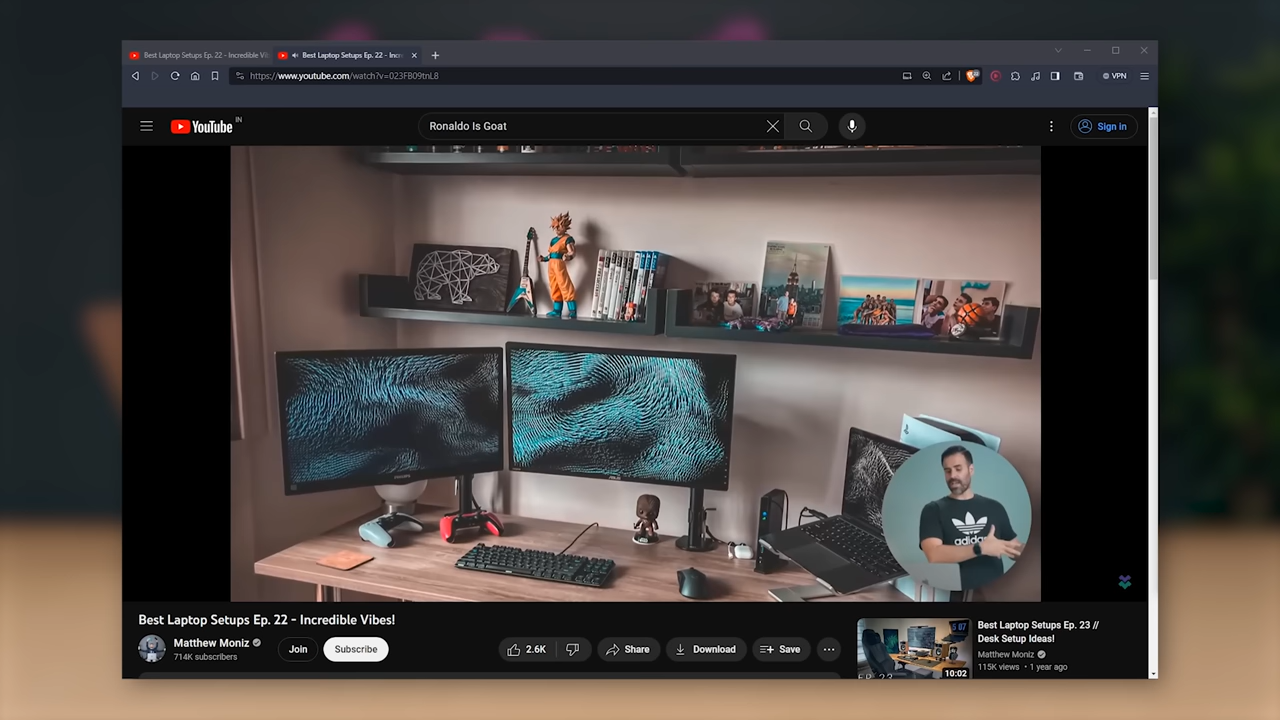 Best Laptop Setups Ep. 22 - Incredible Vib
Best Laptop Setups Ep. 22 - Incre
https://www.youtube.com/watch?v=023FB09tnL8
VPN
YouTube IN
Ronaldo Is Goat
Sign in
adidas
Best Laptop Setups Ep. 22 - Incredible Vibes!
Matthew Moniz
714K subscribers
Join
Subscribe
2.6K
Share
Download
Save
10:02
Best Laptop Setups Ep. 23 //
Desk Setup Ideas!
Matthew Moniz
115K views • 1 year ago